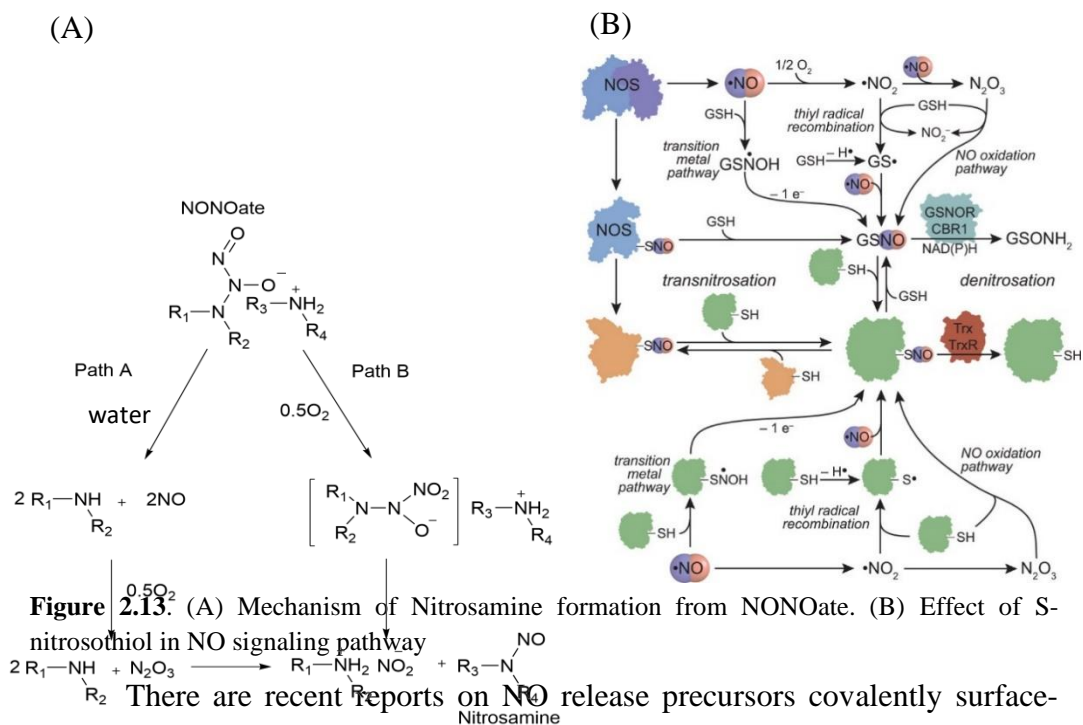 (A)
(B)
NONOate
O
N
N–O⁻
R₁
N
R₂
R₃
+
NH₂
R₄
Path A
water
Path B
0.5O₂
2 R₁
NH
R₂
+ 2NO
R₁
N–N
R₂
NO₂
O⁻
R₃
+
NH₂
R₄
0.5O₂
2 R₁
NH
R₂
+ N₂O₃
R₁
NH₂
R₂
NO₂⁻
+
NO
R₃
N
R₄
Nitrosamine
NOS
•NO
1/2 O₂
•NO₂
•NO
N₂O₃
GSH
thiyl radical
recombination
GSH
NO₂⁻
transition
metal
pathway
GSṄOH
GSH
– H•
GS•
NO oxidation
pathway
•NO
– 1 e⁻
NOS
SNO
GSH
GSNO
GSNOR
CBR1
NAD(P)H
GSONH₂
SH
transnitrosation
GSH
denitrosation
SH
SNO
SH
SNO
Trx
TrxR
SH
– 1 e⁻
•NO
transition
metal
pathway
SṄOH
SH
– H•
S•
NO oxidation
pathway
thiyl radical
recombination
SH
SH
•NO
•NO₂
N₂O₃
Figure 2.13. (A) Mechanism of Nitrosamine formation from NONOate. (B) Effect of S-
nitrosothiol in NO signaling pathway
There are recent reports on NO release precursors covalently surface-